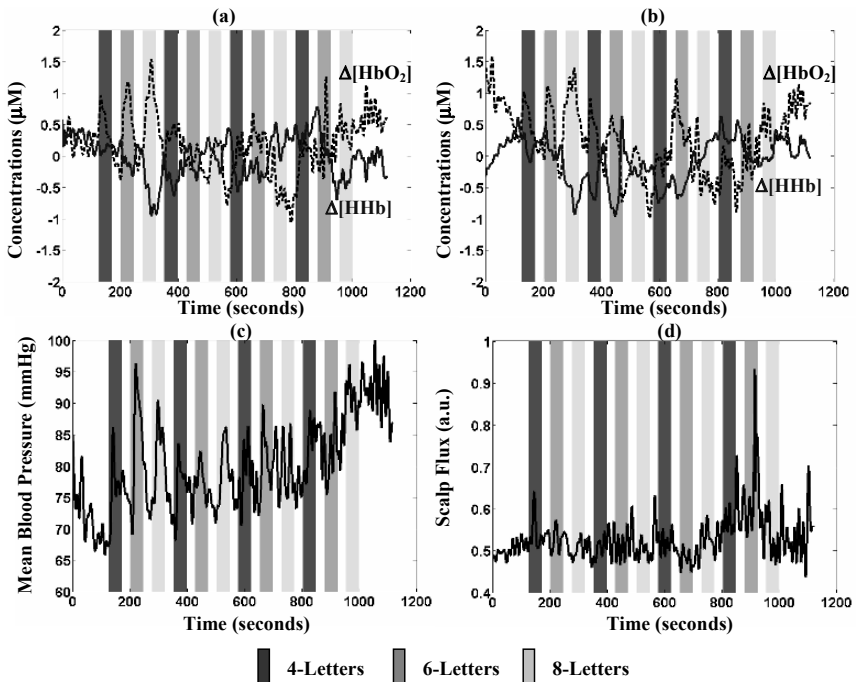 (a)
(b)
Concentrations (μM)
2
1.5
1
0.5
0
-0.5
-1
-1.5
-2
Δ[HbO₂]
Δ[HHb]
0 200 400 600 800 1000 1200
Time (seconds)
Concentrations (μM)
2
1.5
1
0.5
0
-0.5
-1
-1.5
-2
Δ[HbO₂]
Δ[HHb]
0 200 400 600 800 1000 1200
Time (seconds)
(c)
(d)
Mean Blood Pressure (mmHg)
100
95
90
85
80
75
70
65
60
0 200 400 600 800 1000 1200
Time (seconds)
Scalp Flux (a.u.)
1
0.9
0.8
0.7
0.6
0.5
0.4
0 200 400 600 800 1000 1200
Time (seconds)
4-Letters 6-Letters 8-Letters